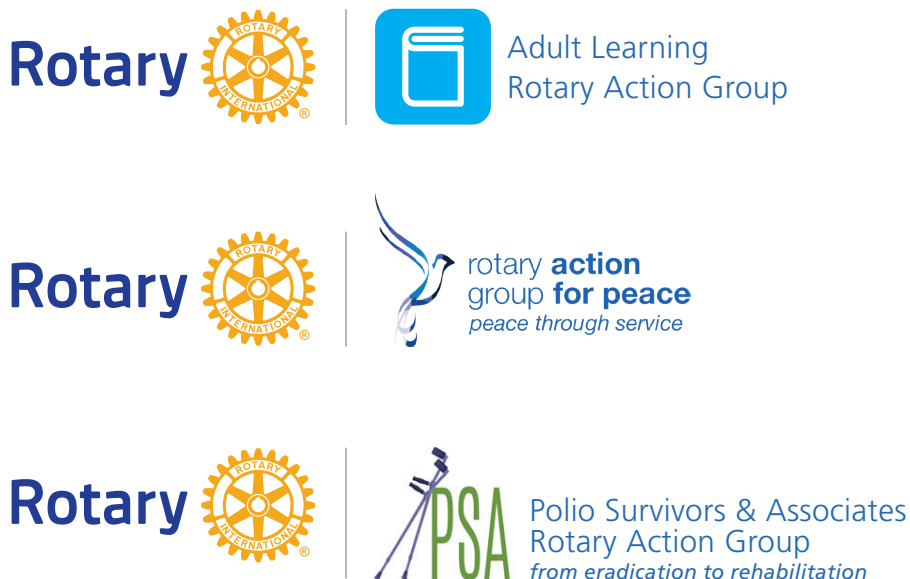 Rotary
ROTARY
INTERNATIONAL
®
Adult Learning
Rotary Action Group
Rotary
ROTARY
INTERNATIONAL
®
rotary action
group for peace
peace through service
Rotary
ROTARY
INTERNATIONAL
®
PSA
Polio Survivors & Associates
Rotary Action Group
from eradication to rehabilitation